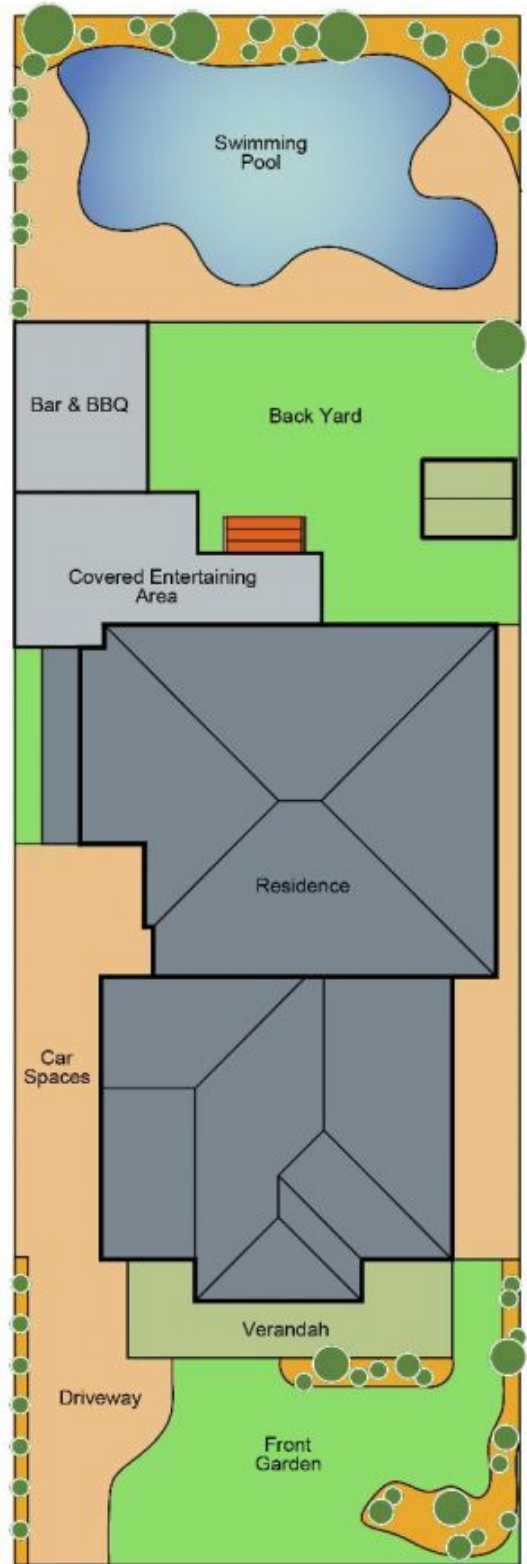 Swimming
Pool
Bar & BBQ
Back Yard
Covered Entertaining
Area
Residence
Car
Spaces
Verandah
Driveway
Front
Garden